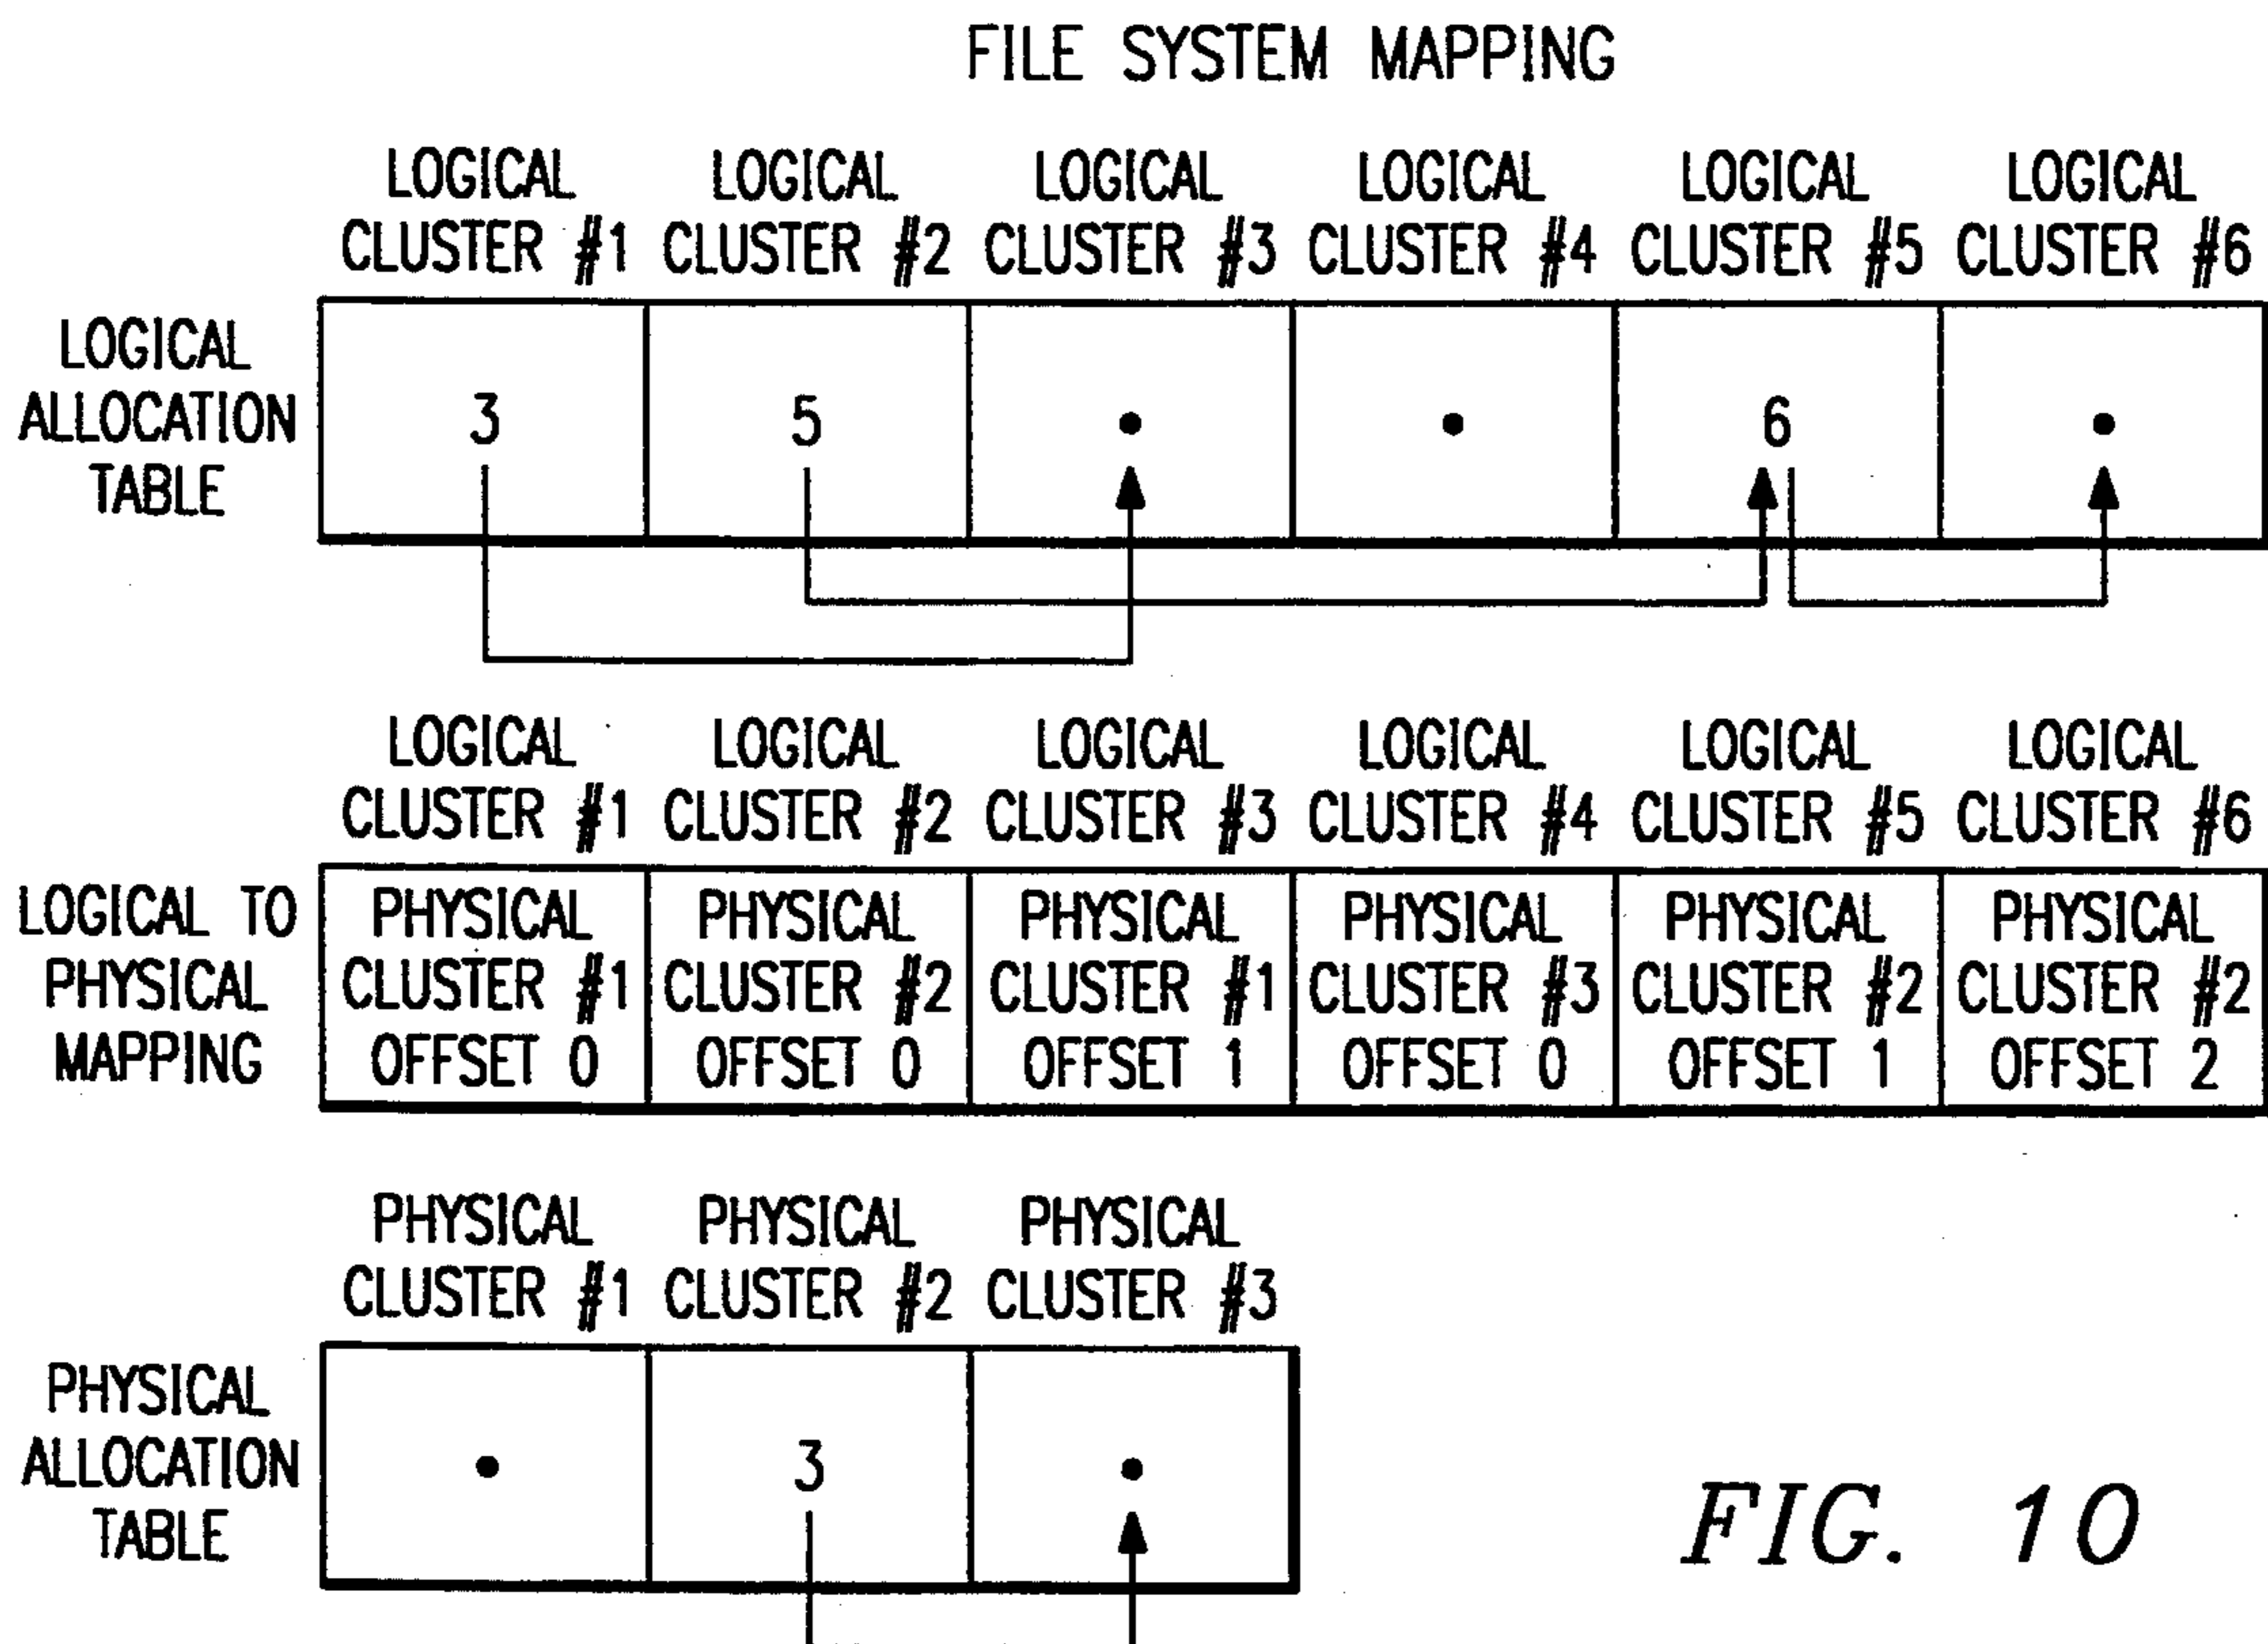 FILE SYSTEM MAPPING
LOGICAL CLUSTER #1
LOGICAL CLUSTER #2
LOGICAL CLUSTER #3
LOGICAL CLUSTER #4
LOGICAL CLUSTER #5
LOGICAL CLUSTER #6
LOGICAL
ALLOCATION
TABLE
3
5
•
•
6
•
LOGICAL CLUSTER #1
LOGICAL CLUSTER #2
LOGICAL CLUSTER #3
LOGICAL CLUSTER #4
LOGICAL CLUSTER #5
LOGICAL CLUSTER #6
LOGICAL TO
PHYSICAL
MAPPING
PHYSICAL CLUSTER #1 OFFSET 0
PHYSICAL CLUSTER #2 OFFSET 0
PHYSICAL CLUSTER #1 OFFSET 1
PHYSICAL CLUSTER #3 OFFSET 0
PHYSICAL CLUSTER #2 OFFSET 1
PHYSICAL CLUSTER #2 OFFSET 2
PHYSICAL CLUSTER #1
PHYSICAL CLUSTER #2
PHYSICAL CLUSTER #3
PHYSICAL
ALLOCATION
TABLE
•
3
•
FIG. 10